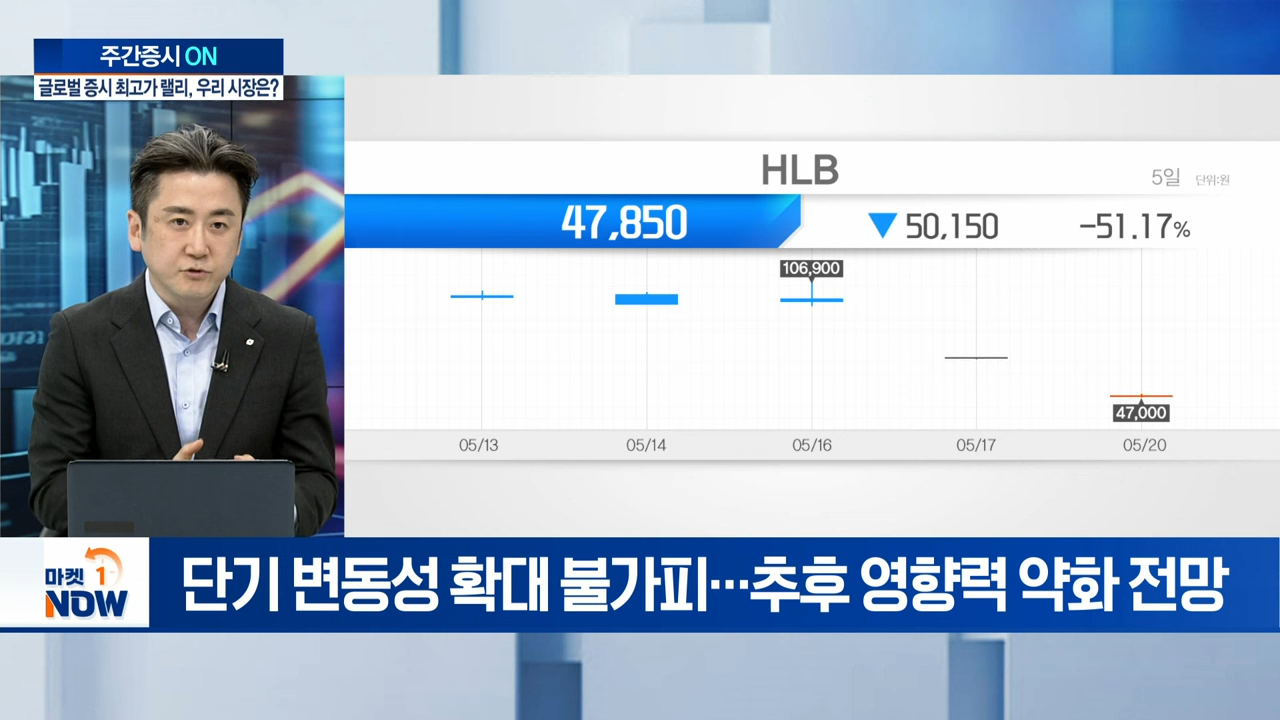 주간증시 ON
글로벌 증시 최고가 랠리, 우리 시장은?
HLB
5일 단위:원
47,850 ▼50,150 -51.17%
106,900
47,000
05/13 05/14 05/16 05/17 05/20
마켓 1
NOW
단기 변동성 확대 불가피…추후 영향력 약화 전망